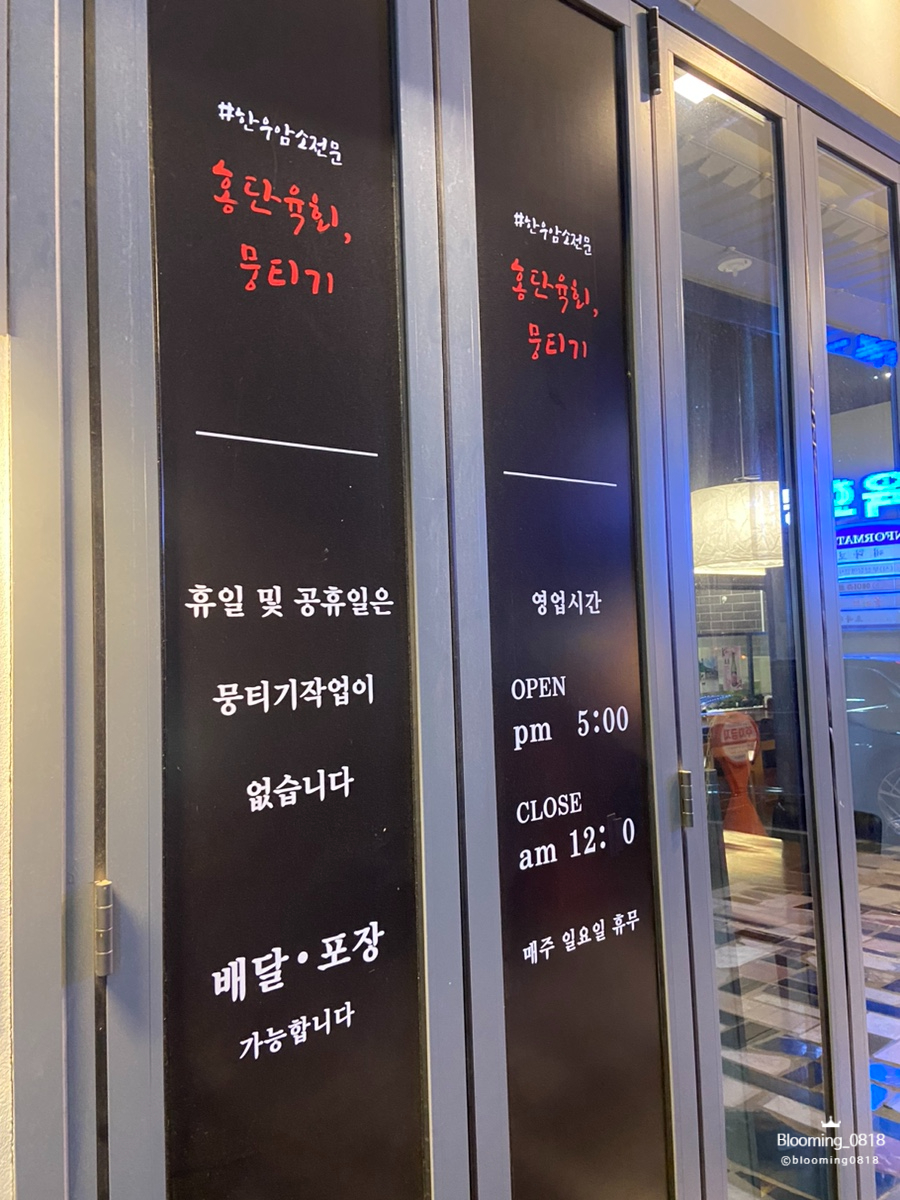 #한우암소전문
홍단육회,
뭉티기
휴일 및 공휴일은
뭉티기작업이
없습니다
배달·포장
가능합니다
#한우암소전문
홍단육회,
뭉티기
영업시간
OPEN
pm 5:00
CLOSE
am 12: 0
매주 일요일 휴무
Blooming_0818
©blooming0818